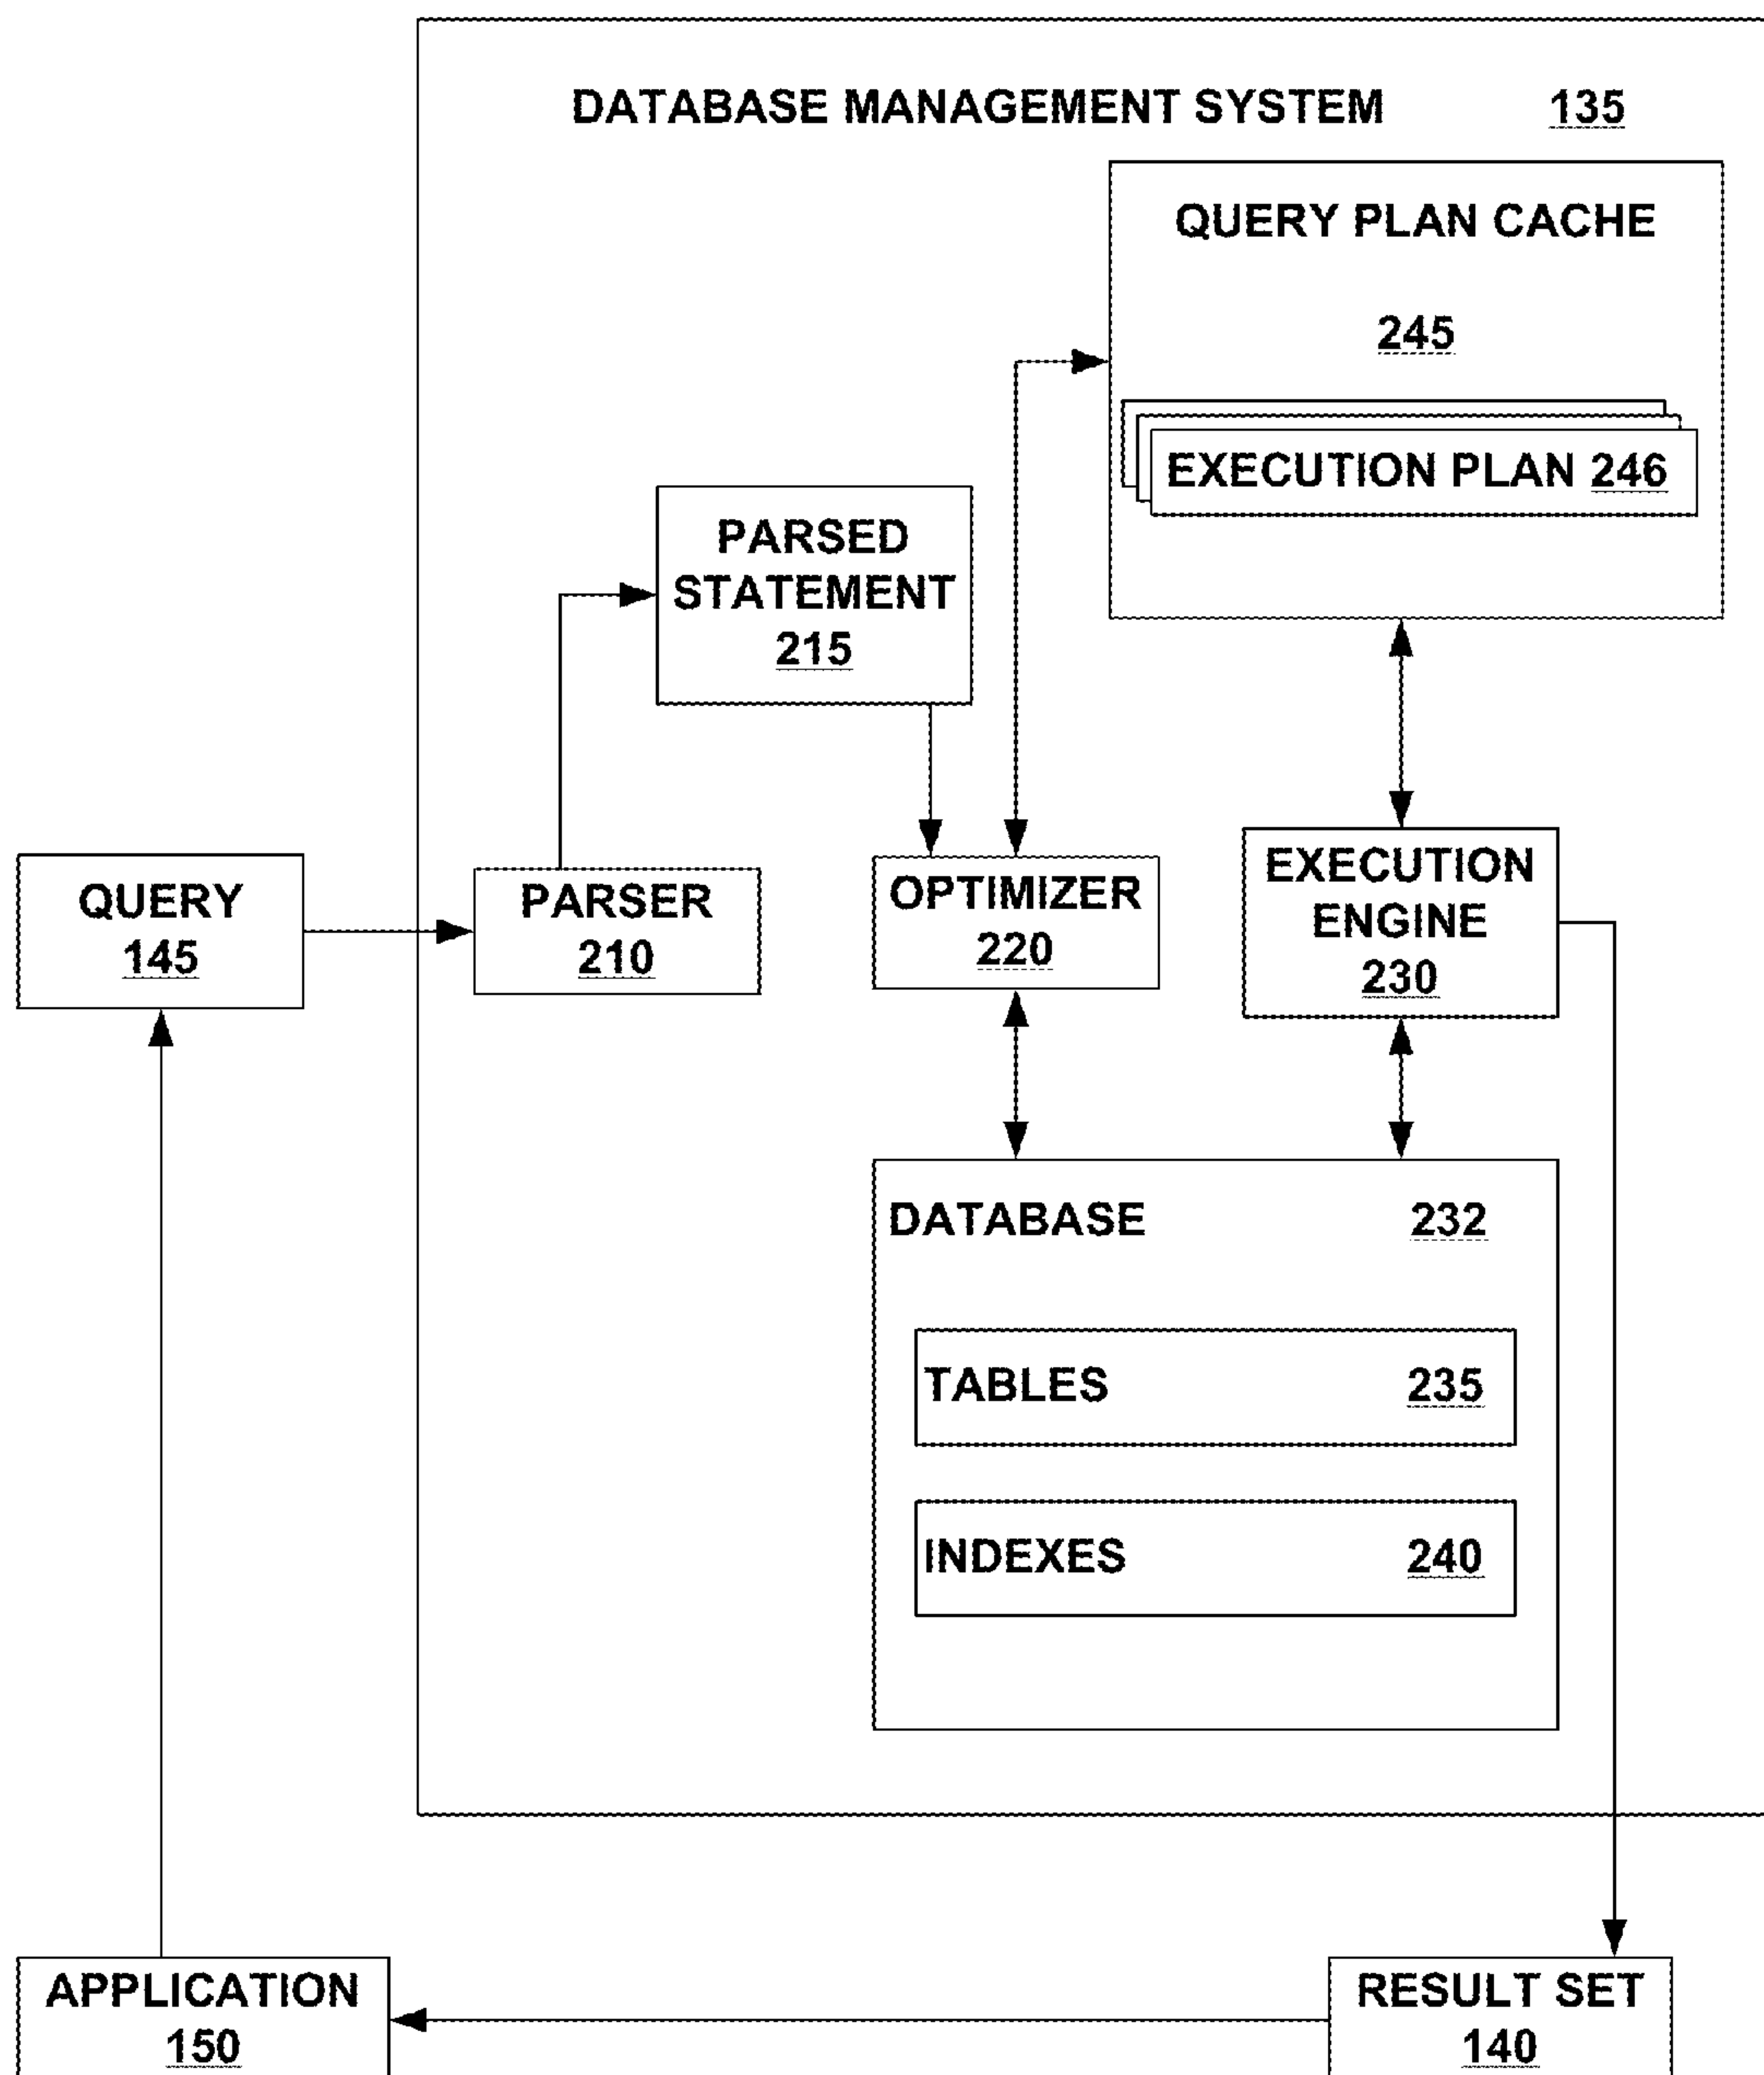 DATABASE MANAGEMENT SYSTEM 135
QUERY PLAN CACHE
245
EXECUTION PLAN 246
PARSED
STATEMENT
215
QUERY
145
PARSER
210
OPTIMIZER
220
EXECUTION
ENGINE
230
DATABASE 232
TABLES 235
INDEXES 240
APPLICATION
150
RESULT SET
140